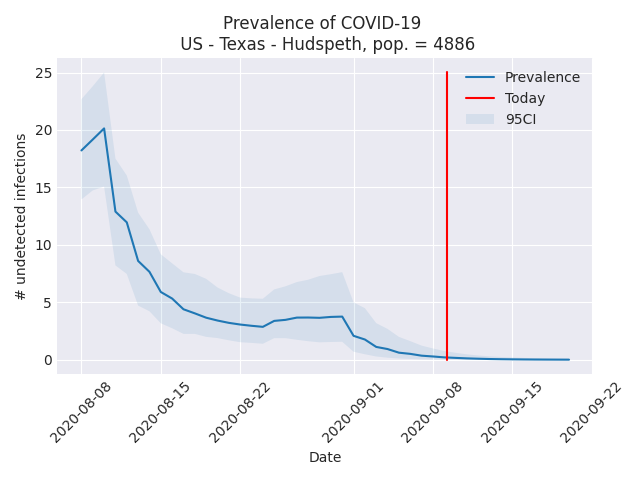 Prevalence of COVID-19
US - Texas - Hudspeth, pop. = 4886
# undetected infections
25
20
15
10
5
0
Prevalence
Today
95CI
2020-08-08
2020-08-15
2020-08-22
2020-09-01
2020-09-08
2020-09-15
2020-09-22
Date